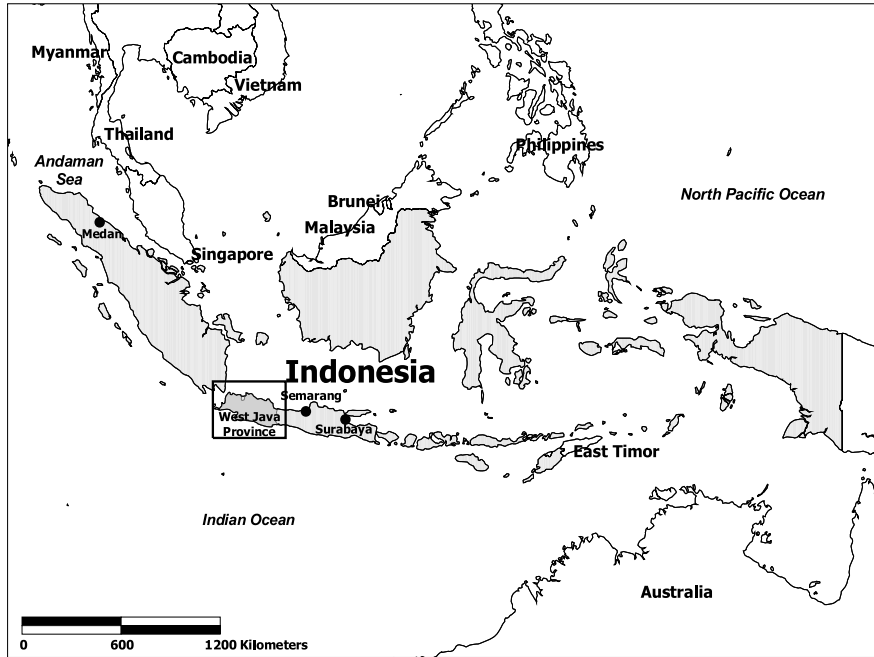 Myanmar
Cambodia
Vietnam
Thailand
Philippines
Andaman
Sea
North Pacific Ocean
Brunei
Malaysia
Medan
Singapore
Indonesia
Semarang
West Java
Province
Surabaya
East Timor
Indian Ocean
Australia
0 600 1200 Kilometers